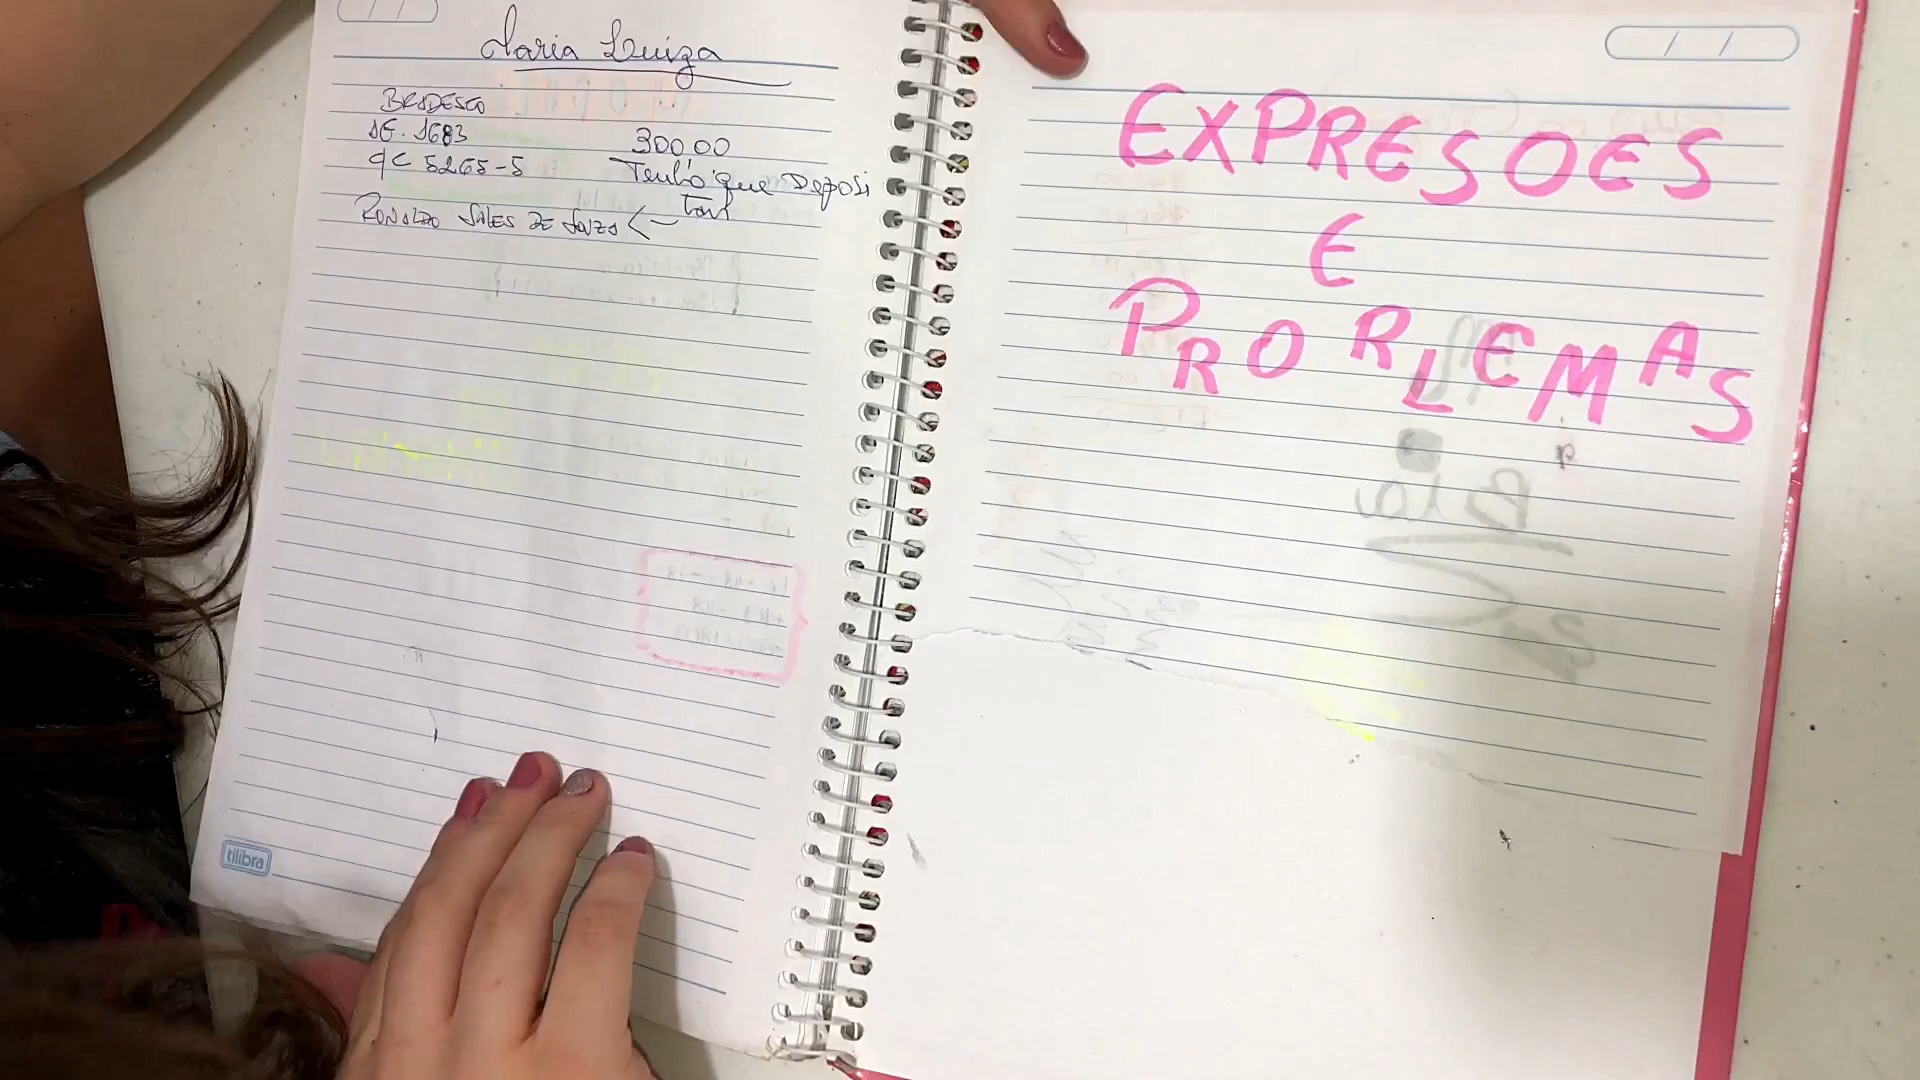 Maria Luiza
BRADESCO
AG. 1683
300 00
C/C 5265-5
Tenho que Deposi
tar
RONALDO SALES DE SOUZA
tilibra
EXPRESOES
E
PRORLEMAS